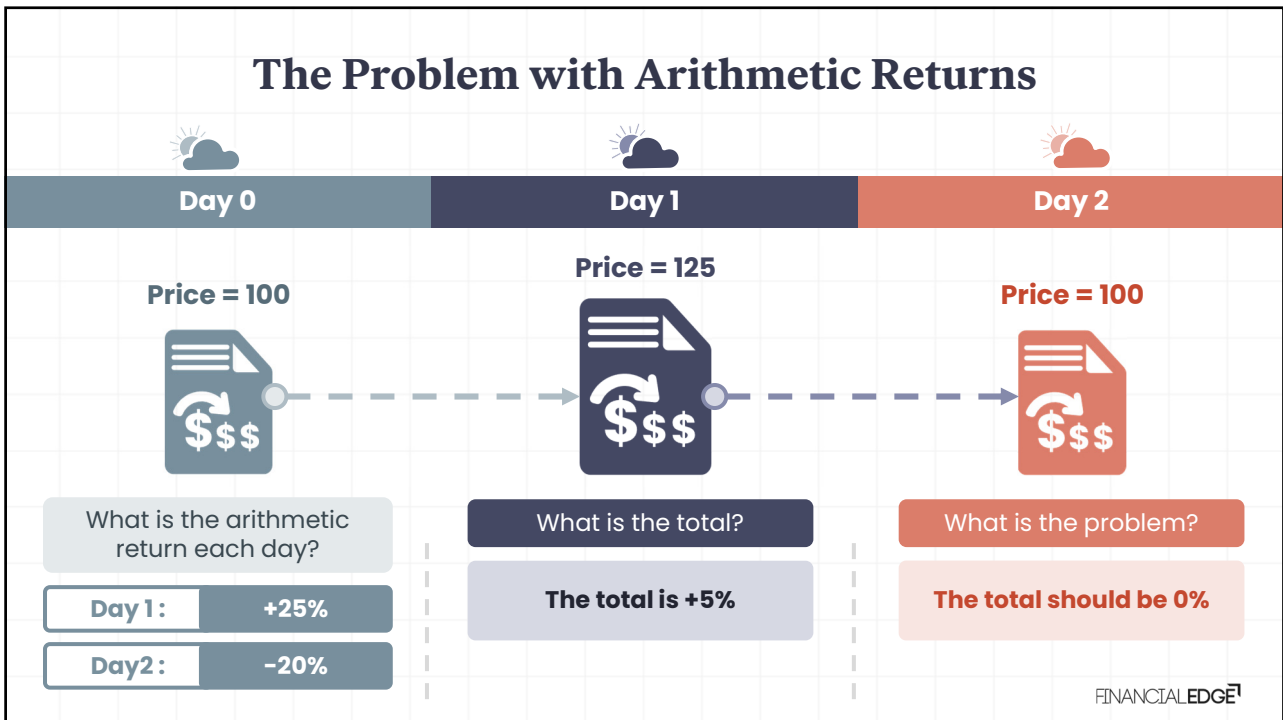 The Problem with Arithmetic Returns
Day 0
Day 1
Day 2
Price = 100
Price = 125
Price = 100
$$$
$$$
$$$
What is the arithmetic
return each day?
Day 1 :
+25%
Day2 :
-20%
What is the total?
The total is +5%
What is the problem?
The total should be 0%
FINANCIALEDGE